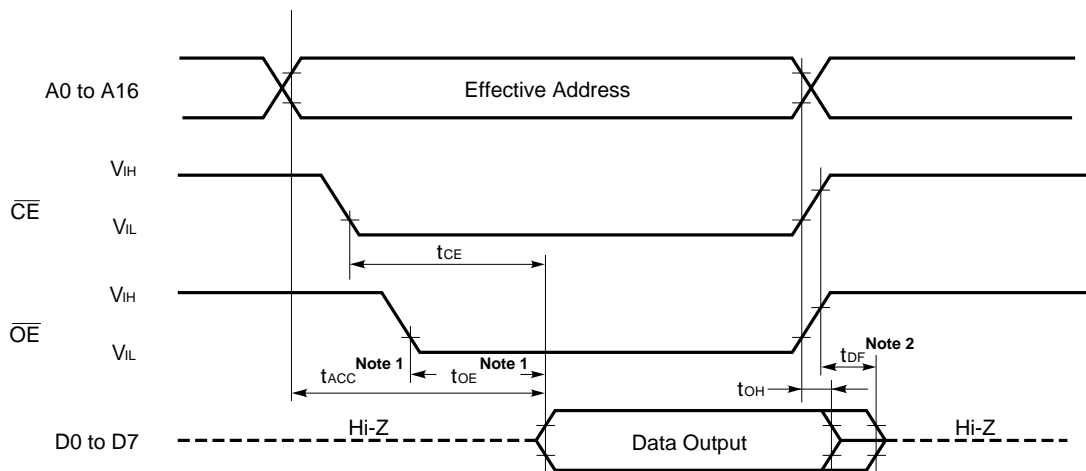 A0 to A16
Effective Address
VIH
CE
VIL
tCE
VIH
OE
VIL
tACC Note 1
tOE Note 1
tDF Note 2
tOH
D0 to D7
Hi-Z
Data Output
Hi-Z